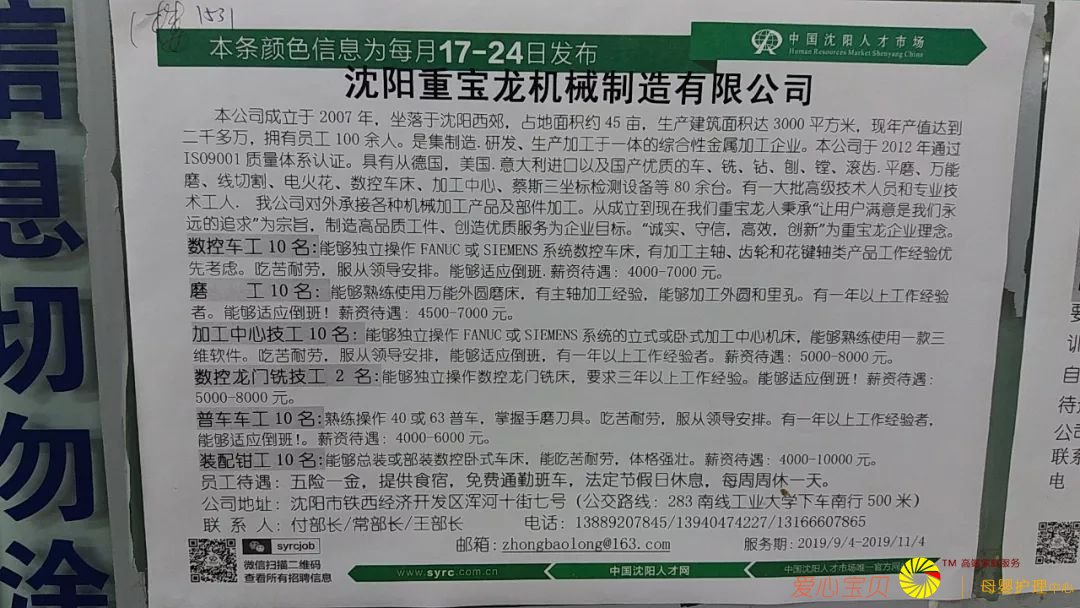 1531
本条颜色信息为每月17-24日发布
中国沈阳人才市场
Human Resources Market Shenyang China
沈阳重宝龙机械制造有限公司
本公司成立于 2007 年，坐落于沈阳西郊，占地面积约 45 亩，生产建筑面积达 3000 平方米，现年产值达到
二千多万，拥有员工 100 余人。是集制造.研发、生产加工于一体的综合性金属加工企业。本公司于 2012 年通过
ISO9001 质量体系认证。具有从德国，美国.意大利进口以及国产优质的车、铣、钻、刨、镗、滚齿.平磨、万能
磨、线切割、电火花、数控车床、加工中心、蔡斯三坐标检测设备等 80 余台。有一大批高级技术人员和专业技
术工人. 我公司对外承接各种机械加工产品及部件加工。从成立到现在我们重宝龙人秉承“让用户满意是我们永
远的追求”为宗旨，制造高品质工件、创造优质服务为企业目标。“诚实、守信，高效，创新”为重宝龙企业理念。
数控车工 10 名：能够独立操作 FANUC 或 SIEMENS 系统数控车床，有加工主轴、齿轮和花键轴类产品工作经验优
先考虑。吃苦耐劳，服从领导安排。能够适应倒班.薪资待遇：4000-7000 元。
磨 工 10 名：能够熟练使用万能外圆磨床，有主轴加工经验，能够加工外圆和里孔。有一年以上工作经验
者。能够适应倒班！薪资待遇：4500-7000 元。
加工中心技工 10 名：能够独立操作 FANUC 或 SIEMENS 系统的立式或卧式加工中心机床，能够熟练使用一款三
维软件。吃苦耐劳，服从领导安排，能够适应倒班，有一年以上工作经验者。薪资待遇：5000-8000 元。
数控龙门铣技工 2 名：能够独立操作数控龙门铣床，要求三年以上工作经验。能够适应倒班！薪资待遇：
5000-8000 元。
普车车工 10 名：熟练操作 40 或 63 普车，掌握手磨刀具。吃苦耐劳，服从领导安排。有一年以上工作经验者，
能够适应倒班！。薪资待遇：4000-6000 元。
装配钳工 10 名：能够总装或部装数控卧式车床，能吃苦耐劳，体格强壮。薪资待遇：4000-10000 元。
员工待遇：五险一金，提供食宿，免费通勤班车，法定节假日休息，每周周休一天。
公司地址：沈阳市铁西经济开发区浑河十街七号（公交路线：283 南线工业大学下车南行 500 米）
联 系 人：付部长/常部长/王部长 电话：13889207845/13940474227/13166607865
邮箱：zhongbaolong@163.com 服务期：2019/9/4-2019/11/4
syrcjob
微信扫描二维码
查看所有招聘信息
www.syrc.com.cn 中国沈阳人才网 中国沈阳人才市场唯一官方网
爱心宝贝 TM 母婴护理中心
信息切勿涂
要
训
自
待
公司
联系
电